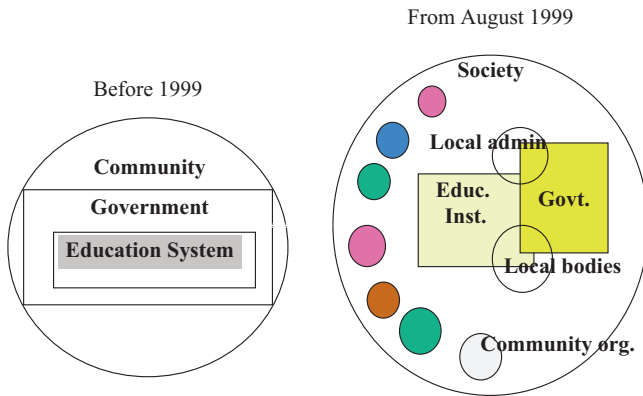 Before 1999
Community
Government
Education System
From August 1999
Society
Local admin
Educ.
Inst.
Govt.
Local bodies
Community org.